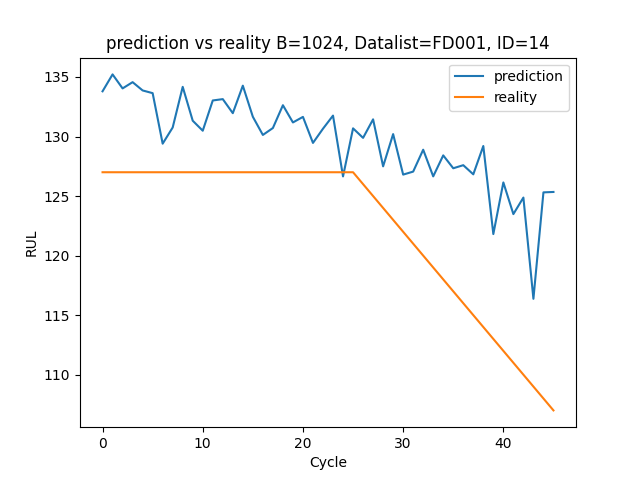 prediction vs reality B=1024, Datalist=FD001, ID=14
prediction
reality
RUL
135
130
125
120
115
110
0 10 20 30 40
Cycle